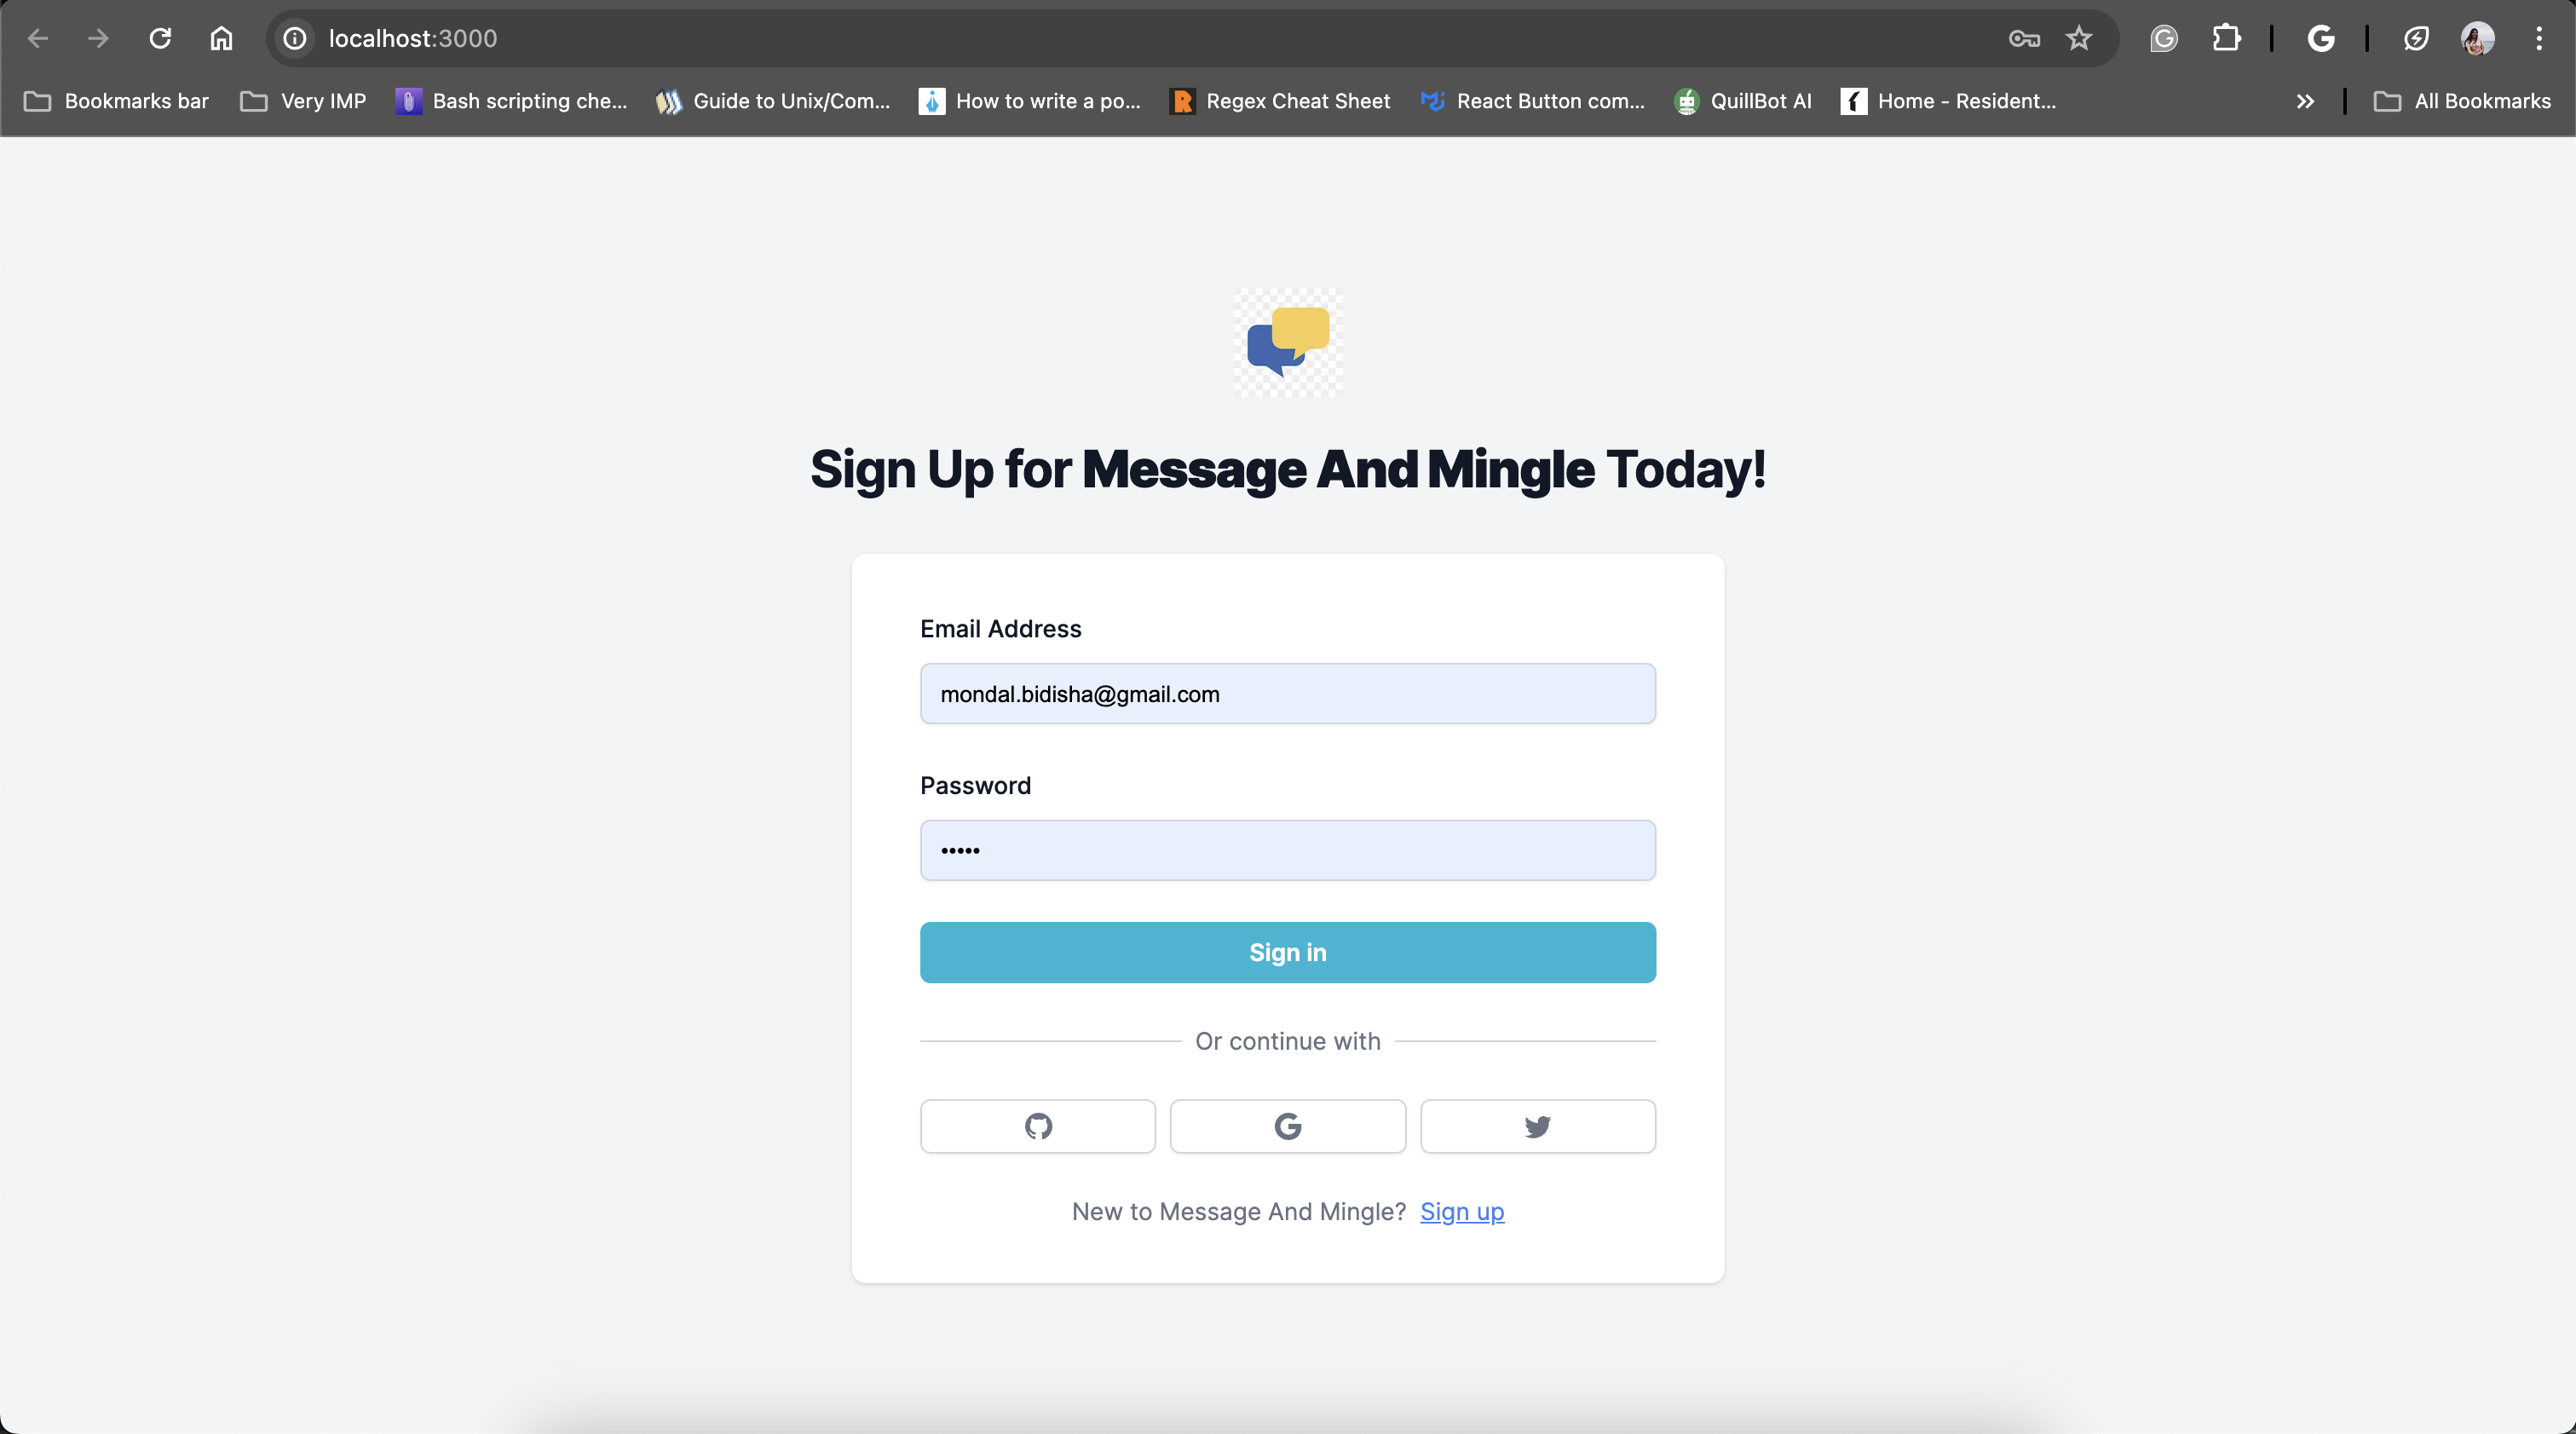 localhost:3000
Bookmarks bar Very IMP Bash scripting che... Guide to Unix/Com... How to write a po... Regex Cheat Sheet React Button com... QuillBot AI Home - Resident... All Bookmarks
Sign Up for Message And Mingle Today!
Email Address
mondal.bidisha@gmail.com
Password
•••••
Sign in
Or continue with
New to Message And Mingle? Sign up